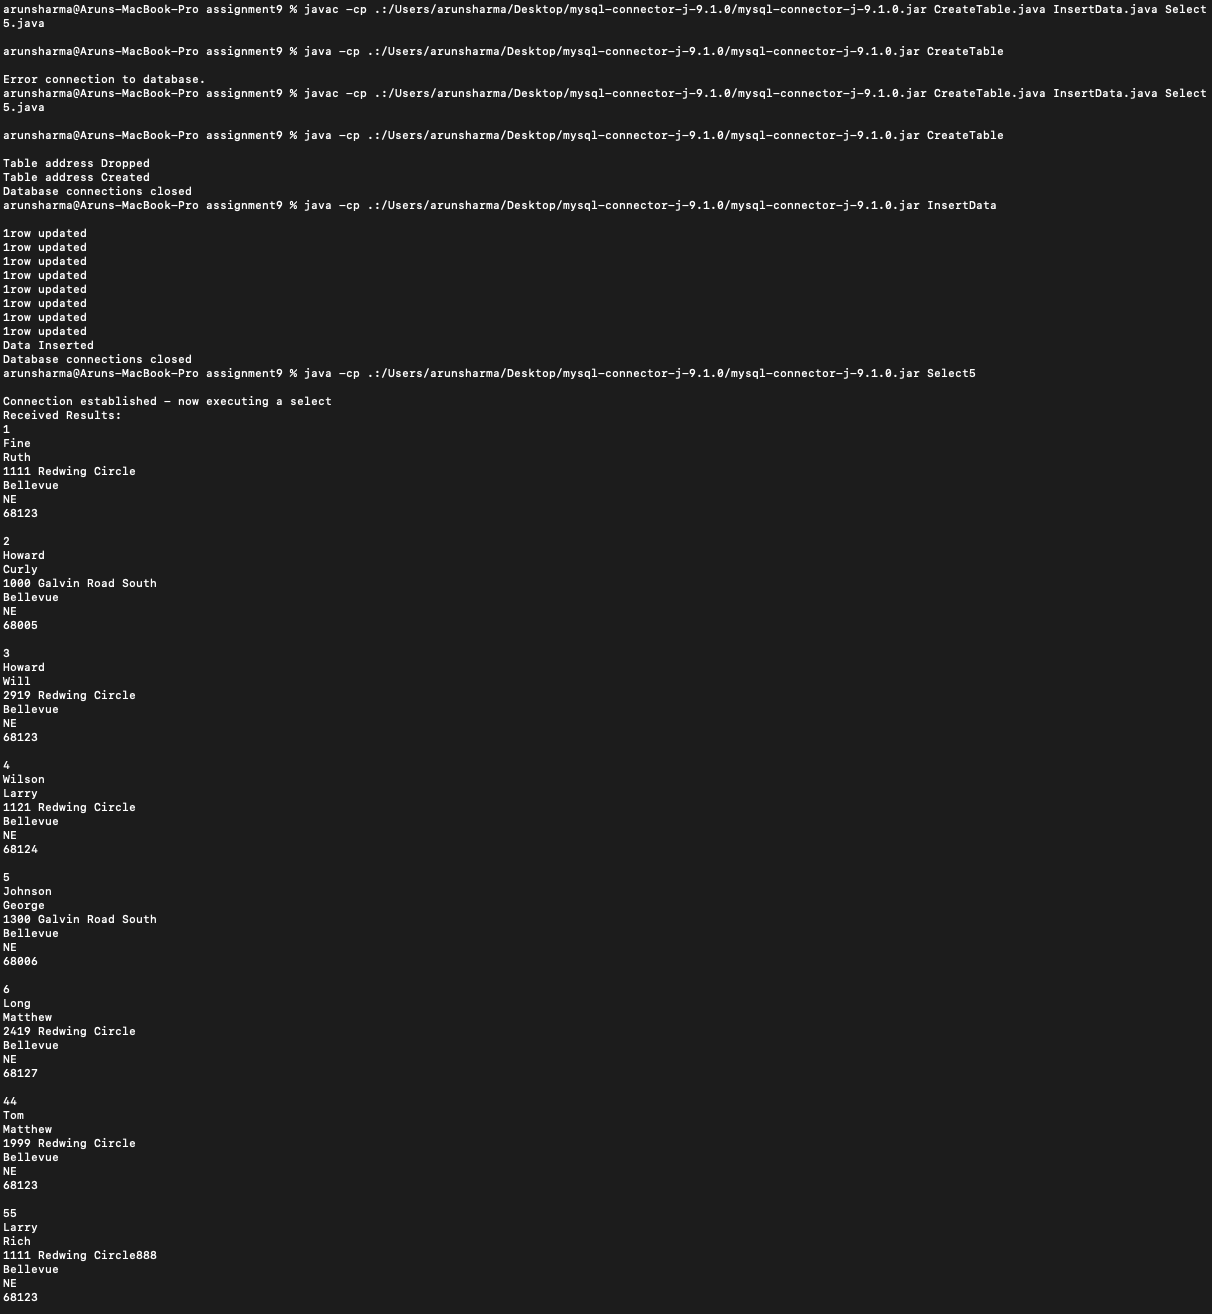 arunsharma@Aruns-MacBook-Pro assignment9 % javac -cp .:/Users/arunsharma/Desktop/mysql-connector-j-9.1.0/mysql-connector-j-9.1.0.jar CreateTable.java InsertData.java Select
5.java
arunsharma@Aruns-MacBook-Pro assignment9 % java -cp .:/Users/arunsharma/Desktop/mysql-connector-j-9.1.0/mysql-connector-j-9.1.0.jar CreateTable
Error connection to database.
arunsharma@Aruns-MacBook-Pro assignment9 % javac -cp .:/Users/arunsharma/Desktop/mysql-connector-j-9.1.0/mysql-connector-j-9.1.0.jar CreateTable.java InsertData.java Select
5.java
arunsharma@Aruns-MacBook-Pro assignment9 % java -cp .:/Users/arunsharma/Desktop/mysql-connector-j-9.1.0/mysql-connector-j-9.1.0.jar CreateTable
Table address Dropped
Table address Created
Database connections closed
arunsharma@Aruns-MacBook-Pro assignment9 % java -cp .:/Users/arunsharma/Desktop/mysql-connector-j-9.1.0/mysql-connector-j-9.1.0.jar InsertData
1row updated
1row updated
1row updated
1row updated
1row updated
1row updated
1row updated
1row updated
Data Inserted
Database connections closed
arunsharma@Aruns-MacBook-Pro assignment9 % java -cp .:/Users/arunsharma/Desktop/mysql-connector-j-9.1.0/mysql-connector-j-9.1.0.jar Select5
Connection established - now executing a select
Received Results:
1
Fine
Ruth
1111 Redwing Circle
Bellevue
NE
68123
2
Howard
Curly
1000 Galvin Road South
Bellevue
NE
68005
3
Howard
Will
2919 Redwing Circle
Bellevue
NE
68123
4
Wilson
Larry
1121 Redwing Circle
Bellevue
NE
68124
5
Johnson
George
1300 Galvin Road South
Bellevue
NE
68006
6
Long
Matthew
2419 Redwing Circle
Bellevue
NE
68127
44
Tom
Matthew
1999 Redwing Circle
Bellevue
NE
68123
55
Larry
Rich
1111 Redwing Circle888
Bellevue
NE
68123